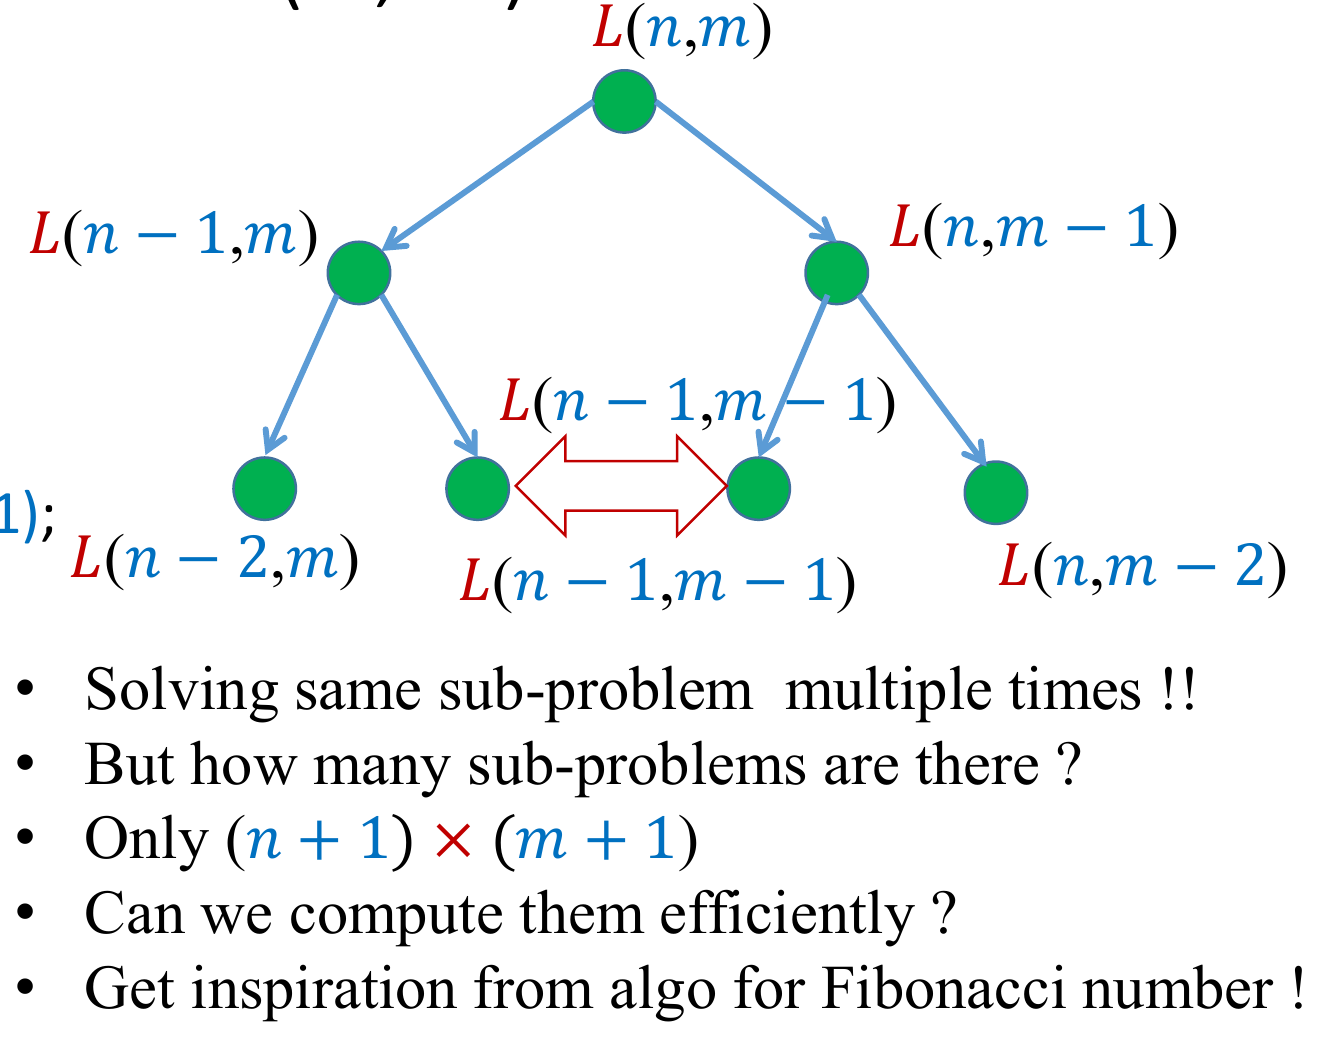 L(n,m)
L(n − 1,m)
L(n,m − 1)
L(n − 1,m − 1)
1);
L(n − 2,m)
L(n − 1,m − 1)
L(n,m − 2)
• Solving same sub-problem multiple times !!
• But how many sub-problems are there ?
• Only (n + 1) × (m + 1)
• Can we compute them efficiently ?
• Get inspiration from algo for Fibonacci number !